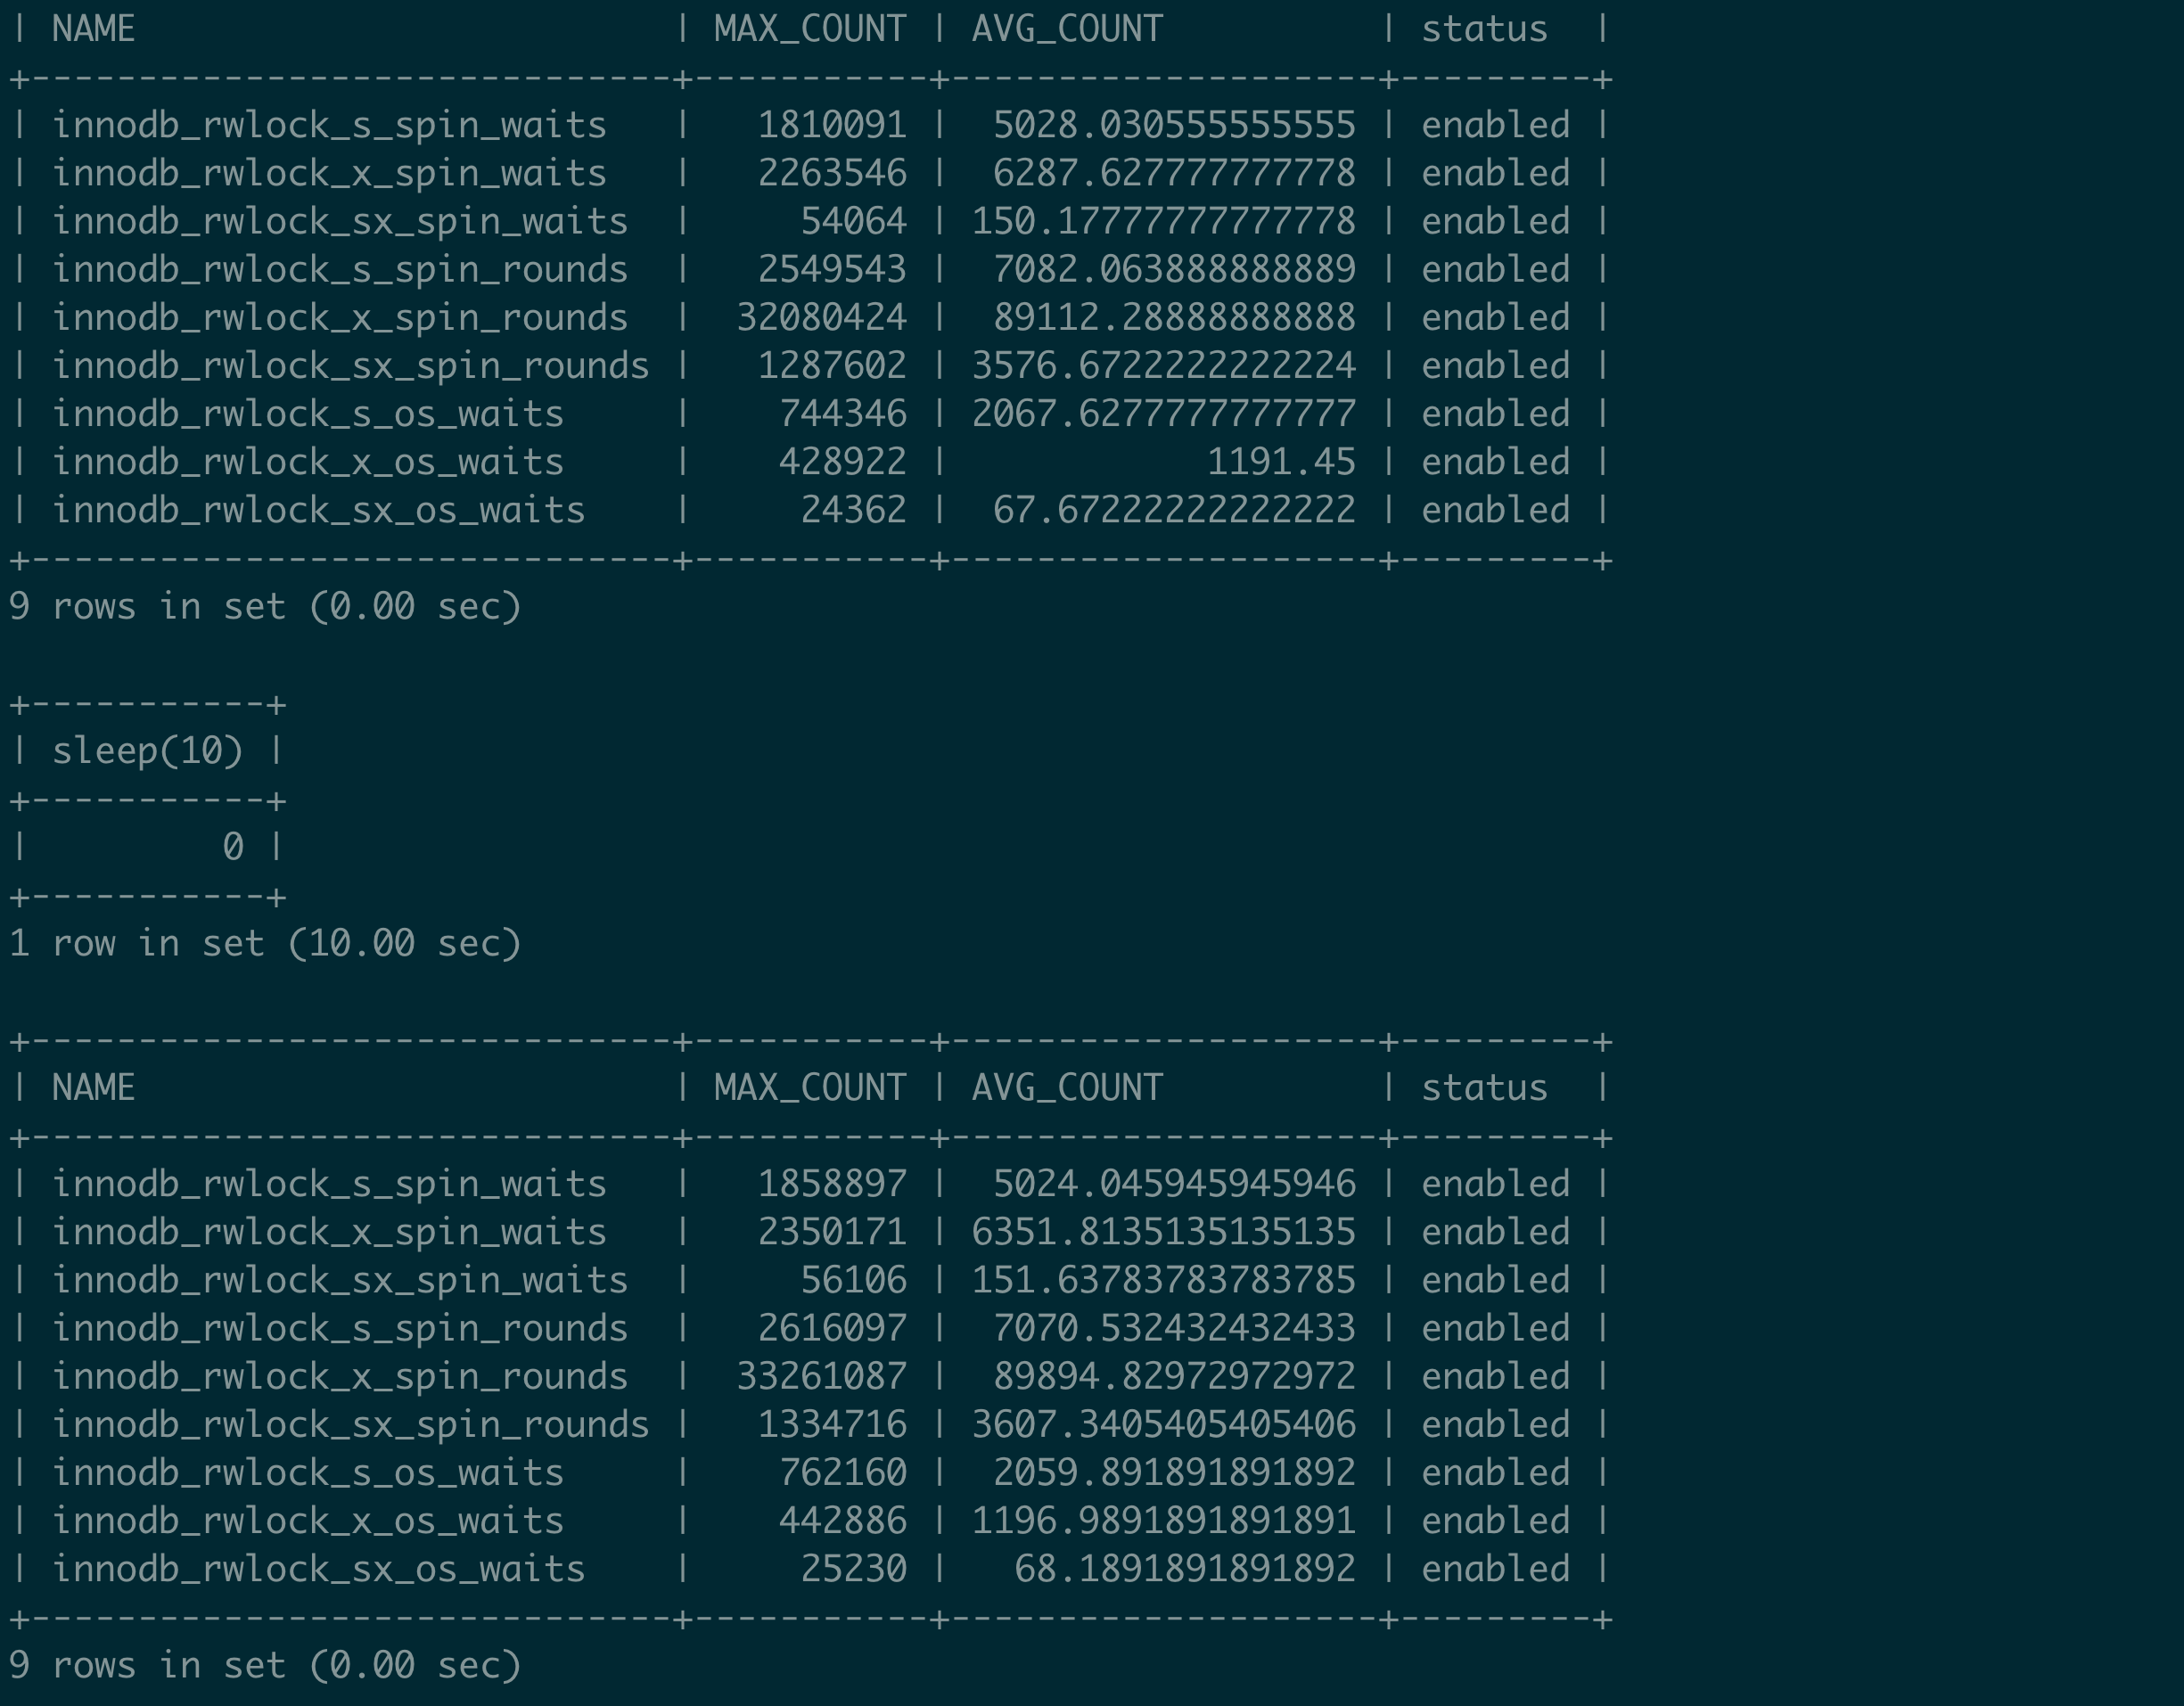 | NAME                          | MAX_COUNT | AVG_COUNT          | status  |
+-------------------------------+-----------+--------------------+---------+
| innodb_rwlock_s_spin_waits    |   1810091 |  5028.030555555555 | enabled |
| innodb_rwlock_x_spin_waits    |   2263546 |  6287.627777777778 | enabled |
| innodb_rwlock_sx_spin_waits   |     54064 | 150.17777777777778 | enabled |
| innodb_rwlock_s_spin_rounds   |   2549543 |  7082.063888888889 | enabled |
| innodb_rwlock_x_spin_rounds   |  32080424 |  89112.28888888888 | enabled |
| innodb_rwlock_sx_spin_rounds  |   1287602 | 3576.6722222222224 | enabled |
| innodb_rwlock_s_os_waits      |    744346 | 2067.6277777777777 | enabled |
| innodb_rwlock_x_os_waits      |    428922 |            1191.45 | enabled |
| innodb_rwlock_sx_os_waits     |     24362 |  67.67222222222222 | enabled |
+-------------------------------+-----------+--------------------+---------+
9 rows in set (0.00 sec)

+-----------+
| sleep(10) |
+-----------+
|         0 |
+-----------+
1 row in set (10.00 sec)

+-------------------------------+-----------+--------------------+---------+
| NAME                          | MAX_COUNT | AVG_COUNT          | status  |
+-------------------------------+-----------+--------------------+---------+
| innodb_rwlock_s_spin_waits    |   1858897 |  5024.045945945946 | enabled |
| innodb_rwlock_x_spin_waits    |   2350171 | 6351.8135135135135 | enabled |
| innodb_rwlock_sx_spin_waits   |     56106 | 151.63783783783785 | enabled |
| innodb_rwlock_s_spin_rounds   |   2616097 |  7070.532432432433 | enabled |
| innodb_rwlock_x_spin_rounds   |  33261087 |  89894.82972972972 | enabled |
| innodb_rwlock_sx_spin_rounds  |   1334716 | 3607.3405405405406 | enabled |
| innodb_rwlock_s_os_waits      |    762160 |  2059.891891891892 | enabled |
| innodb_rwlock_x_os_waits      |    442886 | 1196.9891891891891 | enabled |
| innodb_rwlock_sx_os_waits     |     25230 |   68.1891891891892 | enabled |
+-------------------------------+-----------+--------------------+---------+
9 rows in set (0.00 sec)